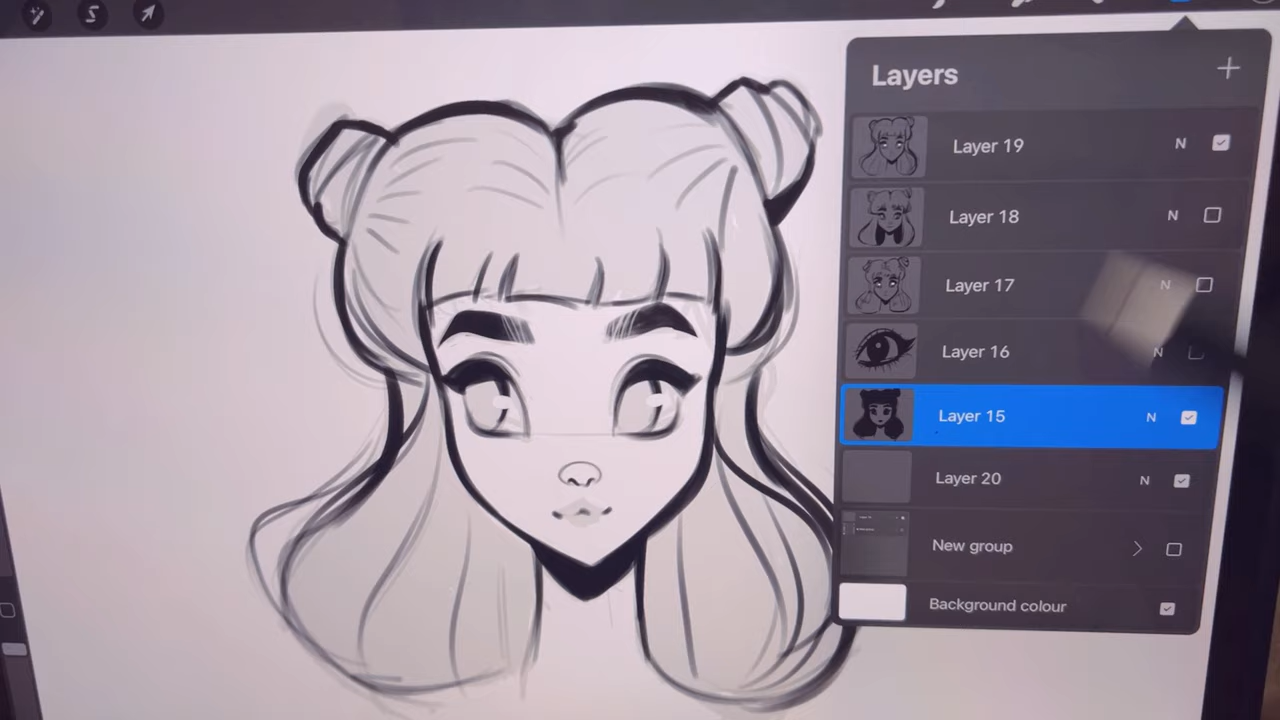 Layers
Layer 19
N
Layer 18
N
Layer 17
N
Layer 16
N
Layer 15
N
Layer 20
N
New group
Background colour